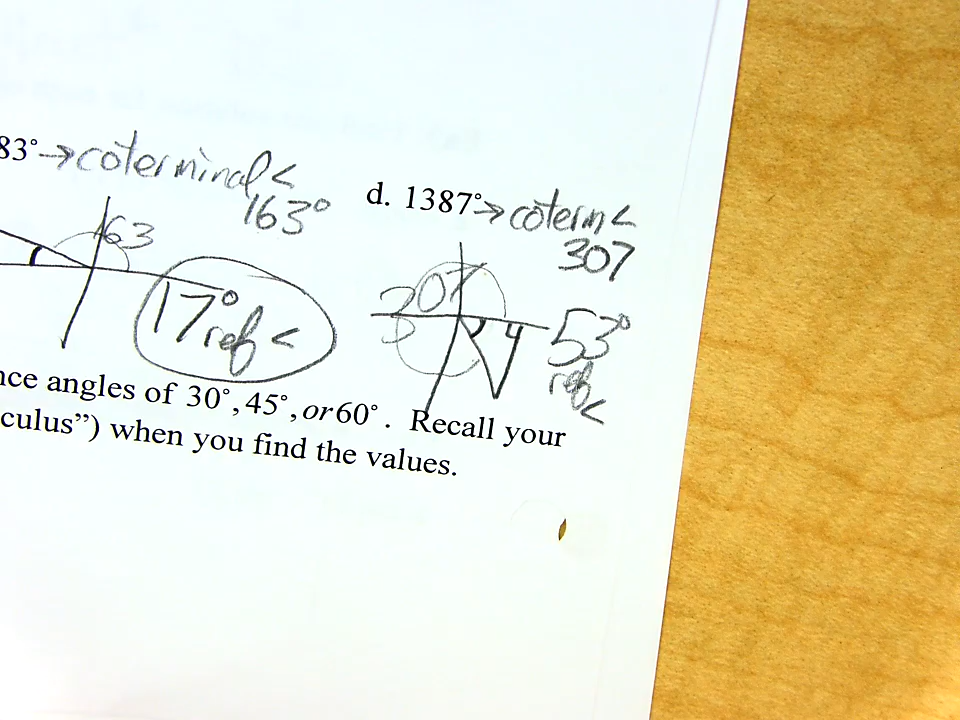 83° → coterminal <
163°
163
17°
ref <
d. 1387° → coterm <
307
307
53°
ref
<
nce angles of 30°, 45°, or 60°. Recall your
culus") when you find the values.